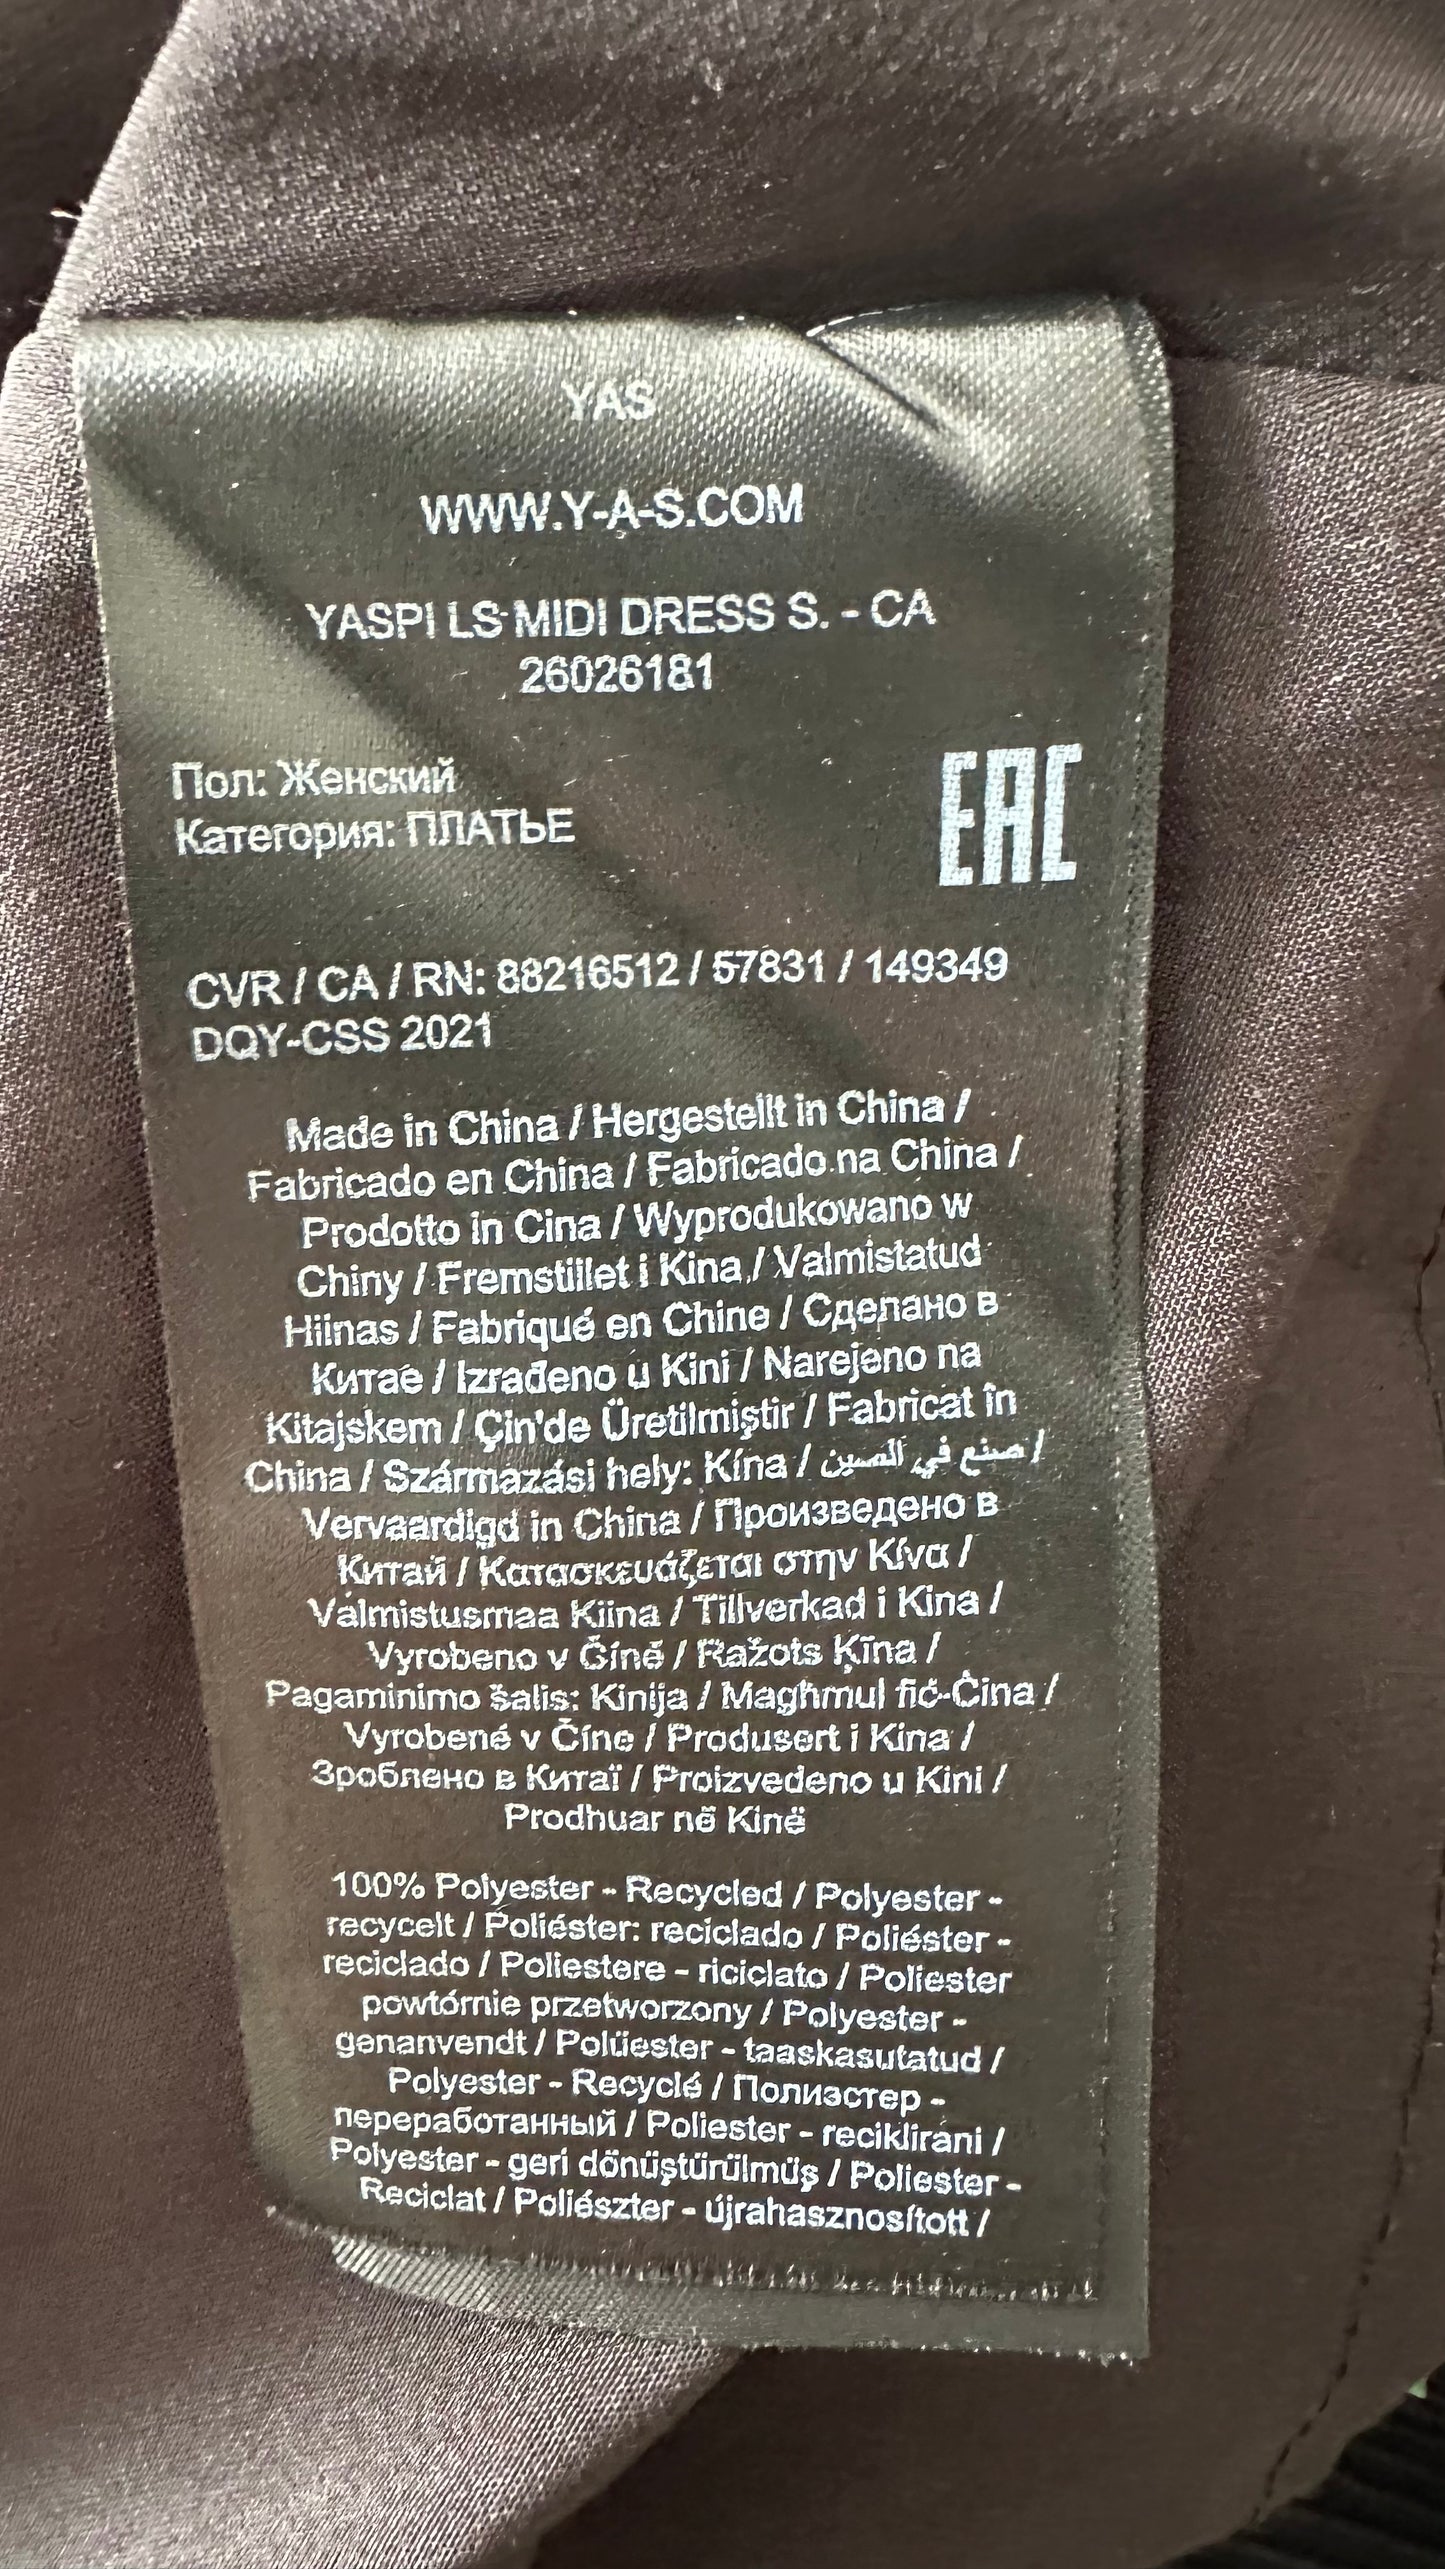 YAS
WWW.Y-A-S.COM
YASPI LS MIDI DRESS S. - CA
26026181
Пол: Женский
Категория: ПЛАТЬЕ
EAC
CVR / CA / RN: 88216512 / 57831 / 149349
DQY-CSS 2021
Made in China / Hergestellt in China /
Fabricado en China / Fabricado na China /
Prodotto in Cina / Wyprodukowano w
Chiny / Fremstillet i Kina / Valmistatud
Hiinas / Fabriqué en Chine / Сделано в
Китае / Izrađeno u Kini / Narejeno na
Kitajskem / Çin'de Üretilmiştir / Fabricat în
China / Származási hely: Kína / صنع في الصين /
Vervaardigd in China / Произведено в
Китай / Κατασκευάζεται στην Κίνα /
Valmistusmaa Kiina / Tillverkad i Kina /
Vyrobeno v Číně / Ražots Ķīna /
Pagaminimo šalis: Kinija / Maghmul fiċ-Ċina /
Vyrobené v Číne / Produsert i Kina /
Зроблено в Китаї / Proizvedeno u Kini /
Prodhuar në Kinë
100% Polyester - Recycled / Polyester -
recycelt / Poliéster: reciclado / Poliéster -
reciclado / Poliestere - riciclato / Poliester
powtórnie przetworzony / Polyester -
genanvendt / Polüester - taaskasutatud /
Polyester - Recyclé / Полиэстер -
переработанный / Poliester - reciklirani /
Polyester - geri dönüştürülmüş / Poliester -
Reciclat / Poliészter - újrahasznosított /